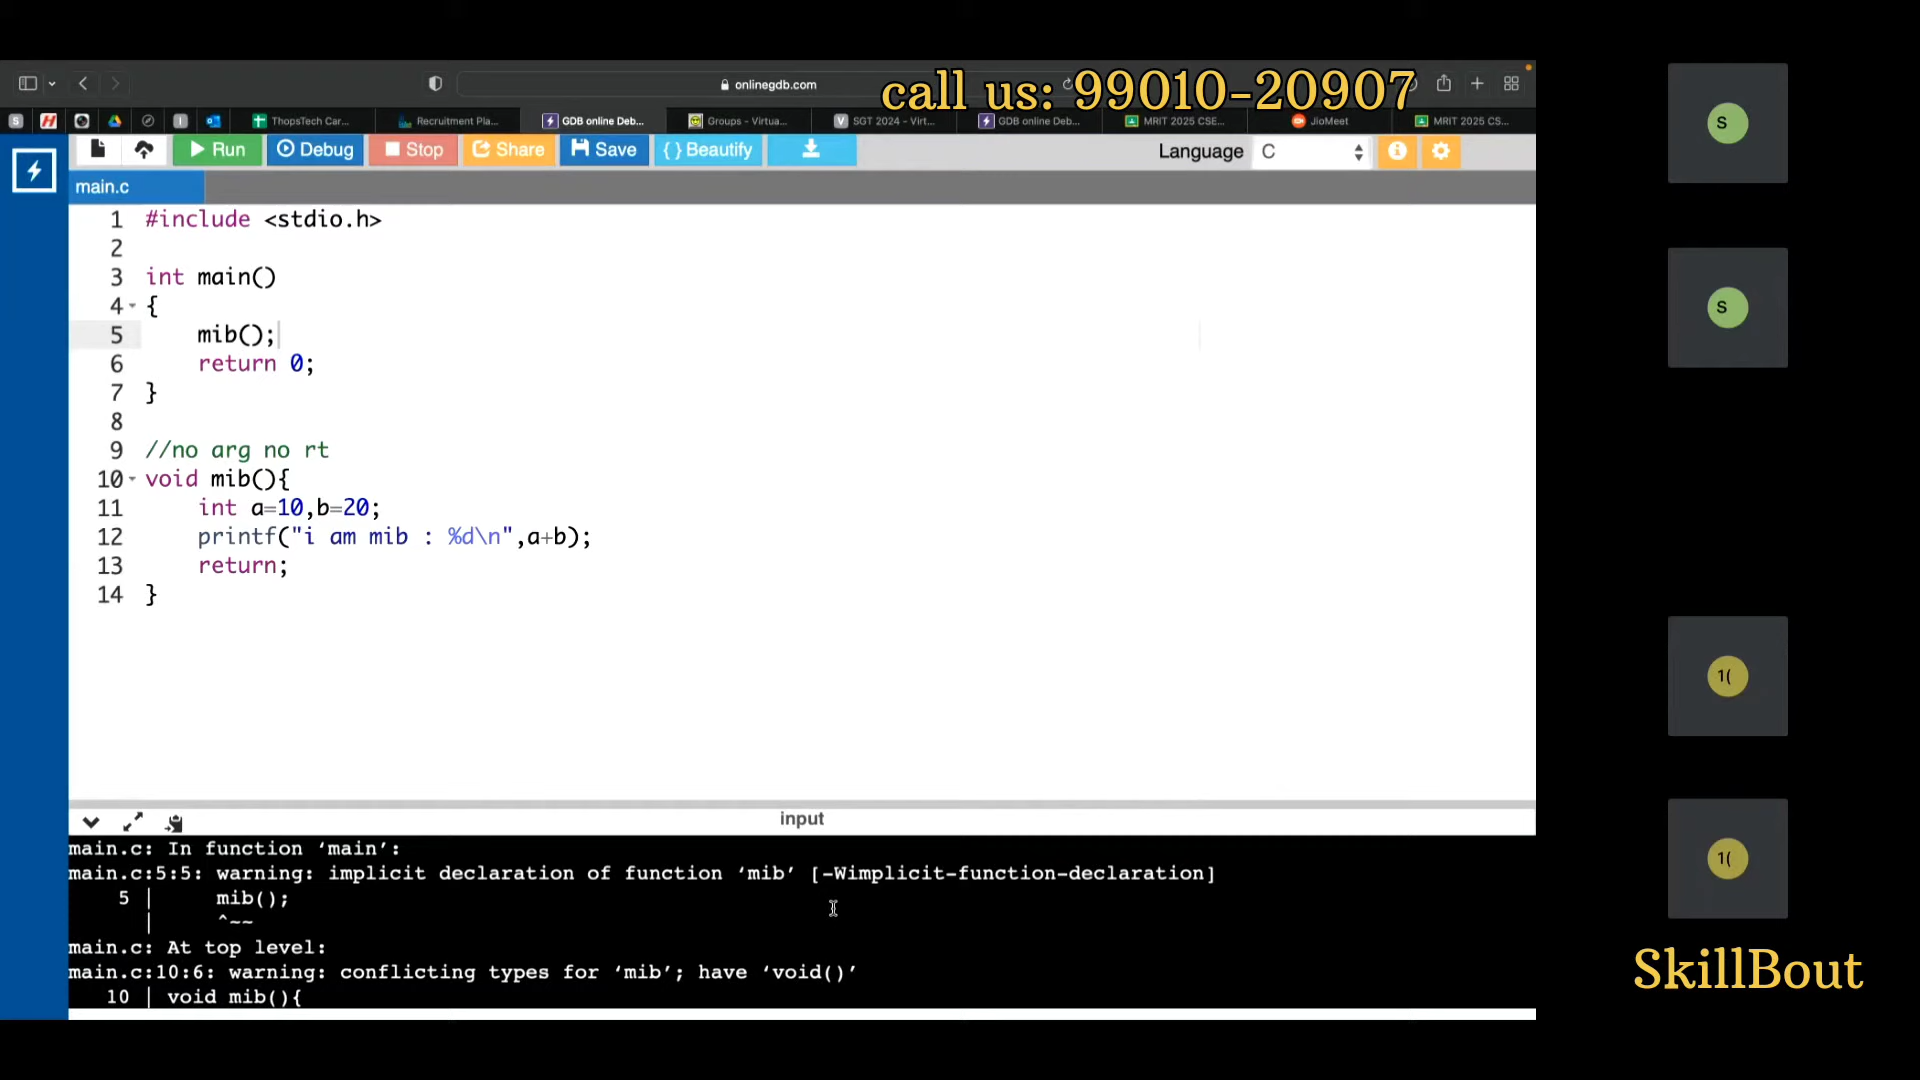 onlinegdb.com
call us: 99010-20907
S
H
I
ThopsTech Car...
Recruitment Pla...
GDB online Deb...
Groups - Virtua...
V
SGT 2024 - Virt...
GDB online Deb...
MRIT 2025 CSE...
JioMeet
MRIT 2025 CS...
Run
Debug
Stop
Share
Save
{ } Beautify
Language
C
main.c
1 #include <stdio.h>
2
3 int main()
4 {
5 mib();
6 return 0;
7 }
8
9 //no arg no rt
10 void mib(){
11 int a=10,b=20;
12 printf("i am mib : %d\n",a+b);
13 return;
14 }
input
main.c: In function ‘main’:
main.c:5:5: warning: implicit declaration of function ‘mib’ [-Wimplicit-function-declaration]
5 | mib();
| ^~~
main.c: At top level:
main.c:10:6: warning: conflicting types for ‘mib’; have ‘void()’
10 | void mib(){
S
S
1(
1(
SkillBout